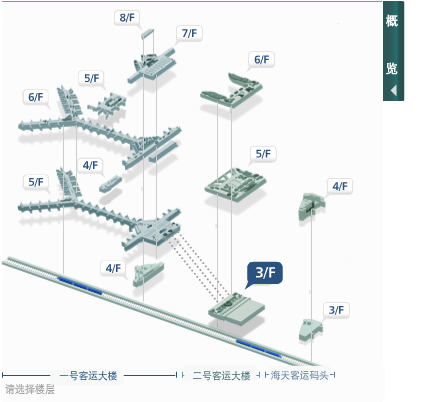 8/F
7/F
概
览
6/F
5/F
6/F
5/F
4/F
5/F
4/F
4/F
3/F
3/F
一号客运大楼
二号客运大楼
海天客运码头
请选择楼层